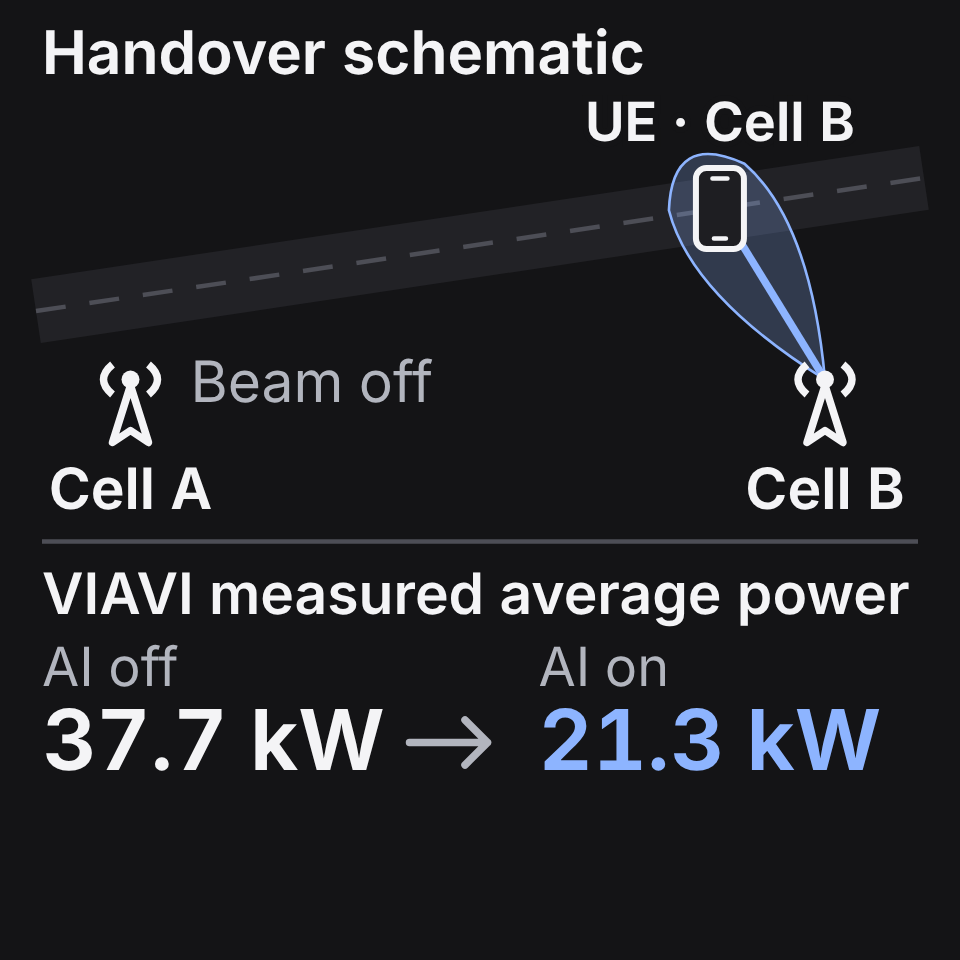 Handover schematic
UE · Cell B
Beam off
Cell A
Cell B
VIAVI measured average power
AI off
AI on
37.7 kW → 21.3 kW